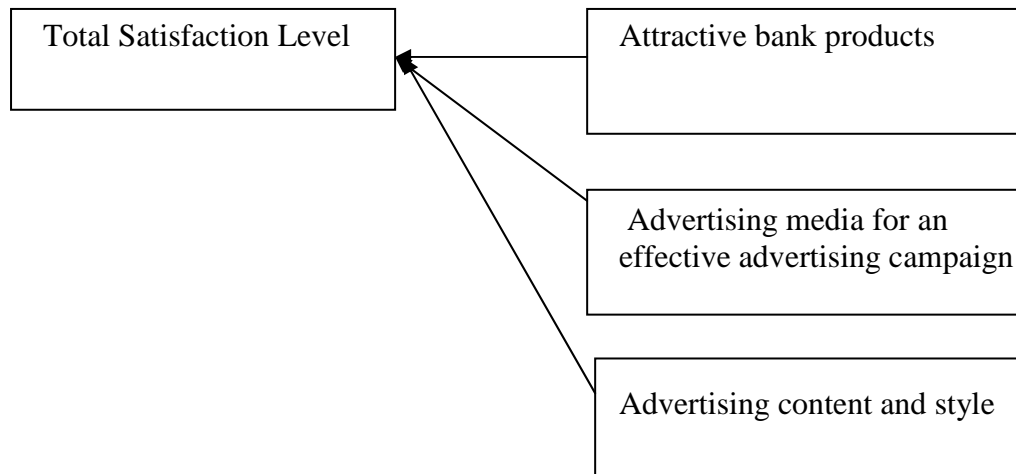 Total Satisfaction Level
Attractive bank products
Advertising media for an
effective advertising campaign
Advertising content and style